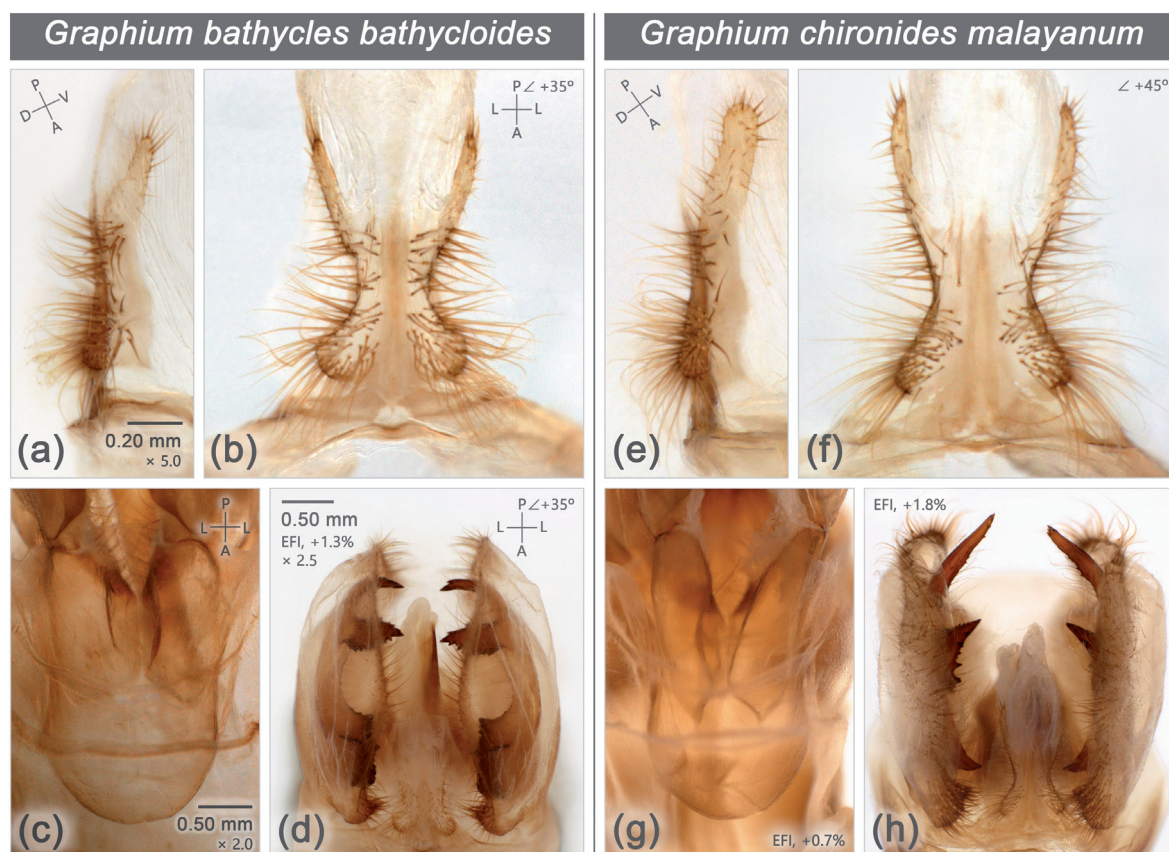 Graphium bathycles bathycloides
Graphium chironides malayanum
P
D V
A
0.20 mm
× 5.0
(a)
P∠ +35º
L L
A
(b)
P
D V
A
(e)
∠ +45º
(f)
P
L L
A
0.50 mm
× 2.0
(c)
0.50 mm
EFI, +1.3%
× 2.5
P∠+35º
L L
A
(d)
EFI, +0.7%
(g)
EFI, +1.8%
(h)